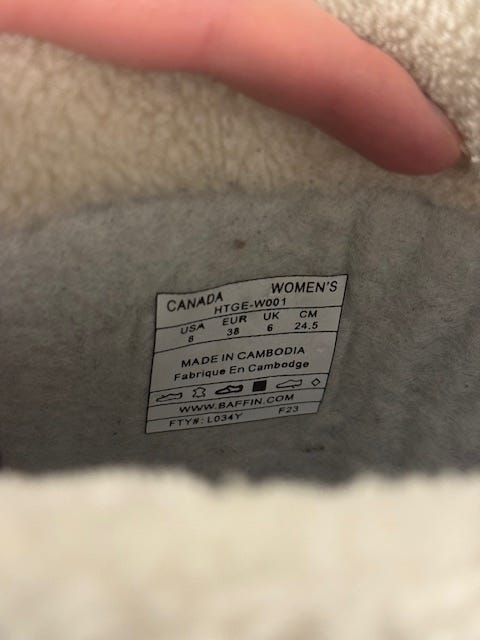 CANADA WOMEN'S
HTGE-W001
USA EUR UK CM
8 38 6 24.5
MADE IN CAMBODIA
Fabrique En Cambodge
WWW.BAFFIN.COM
FTY#: L034Y F23